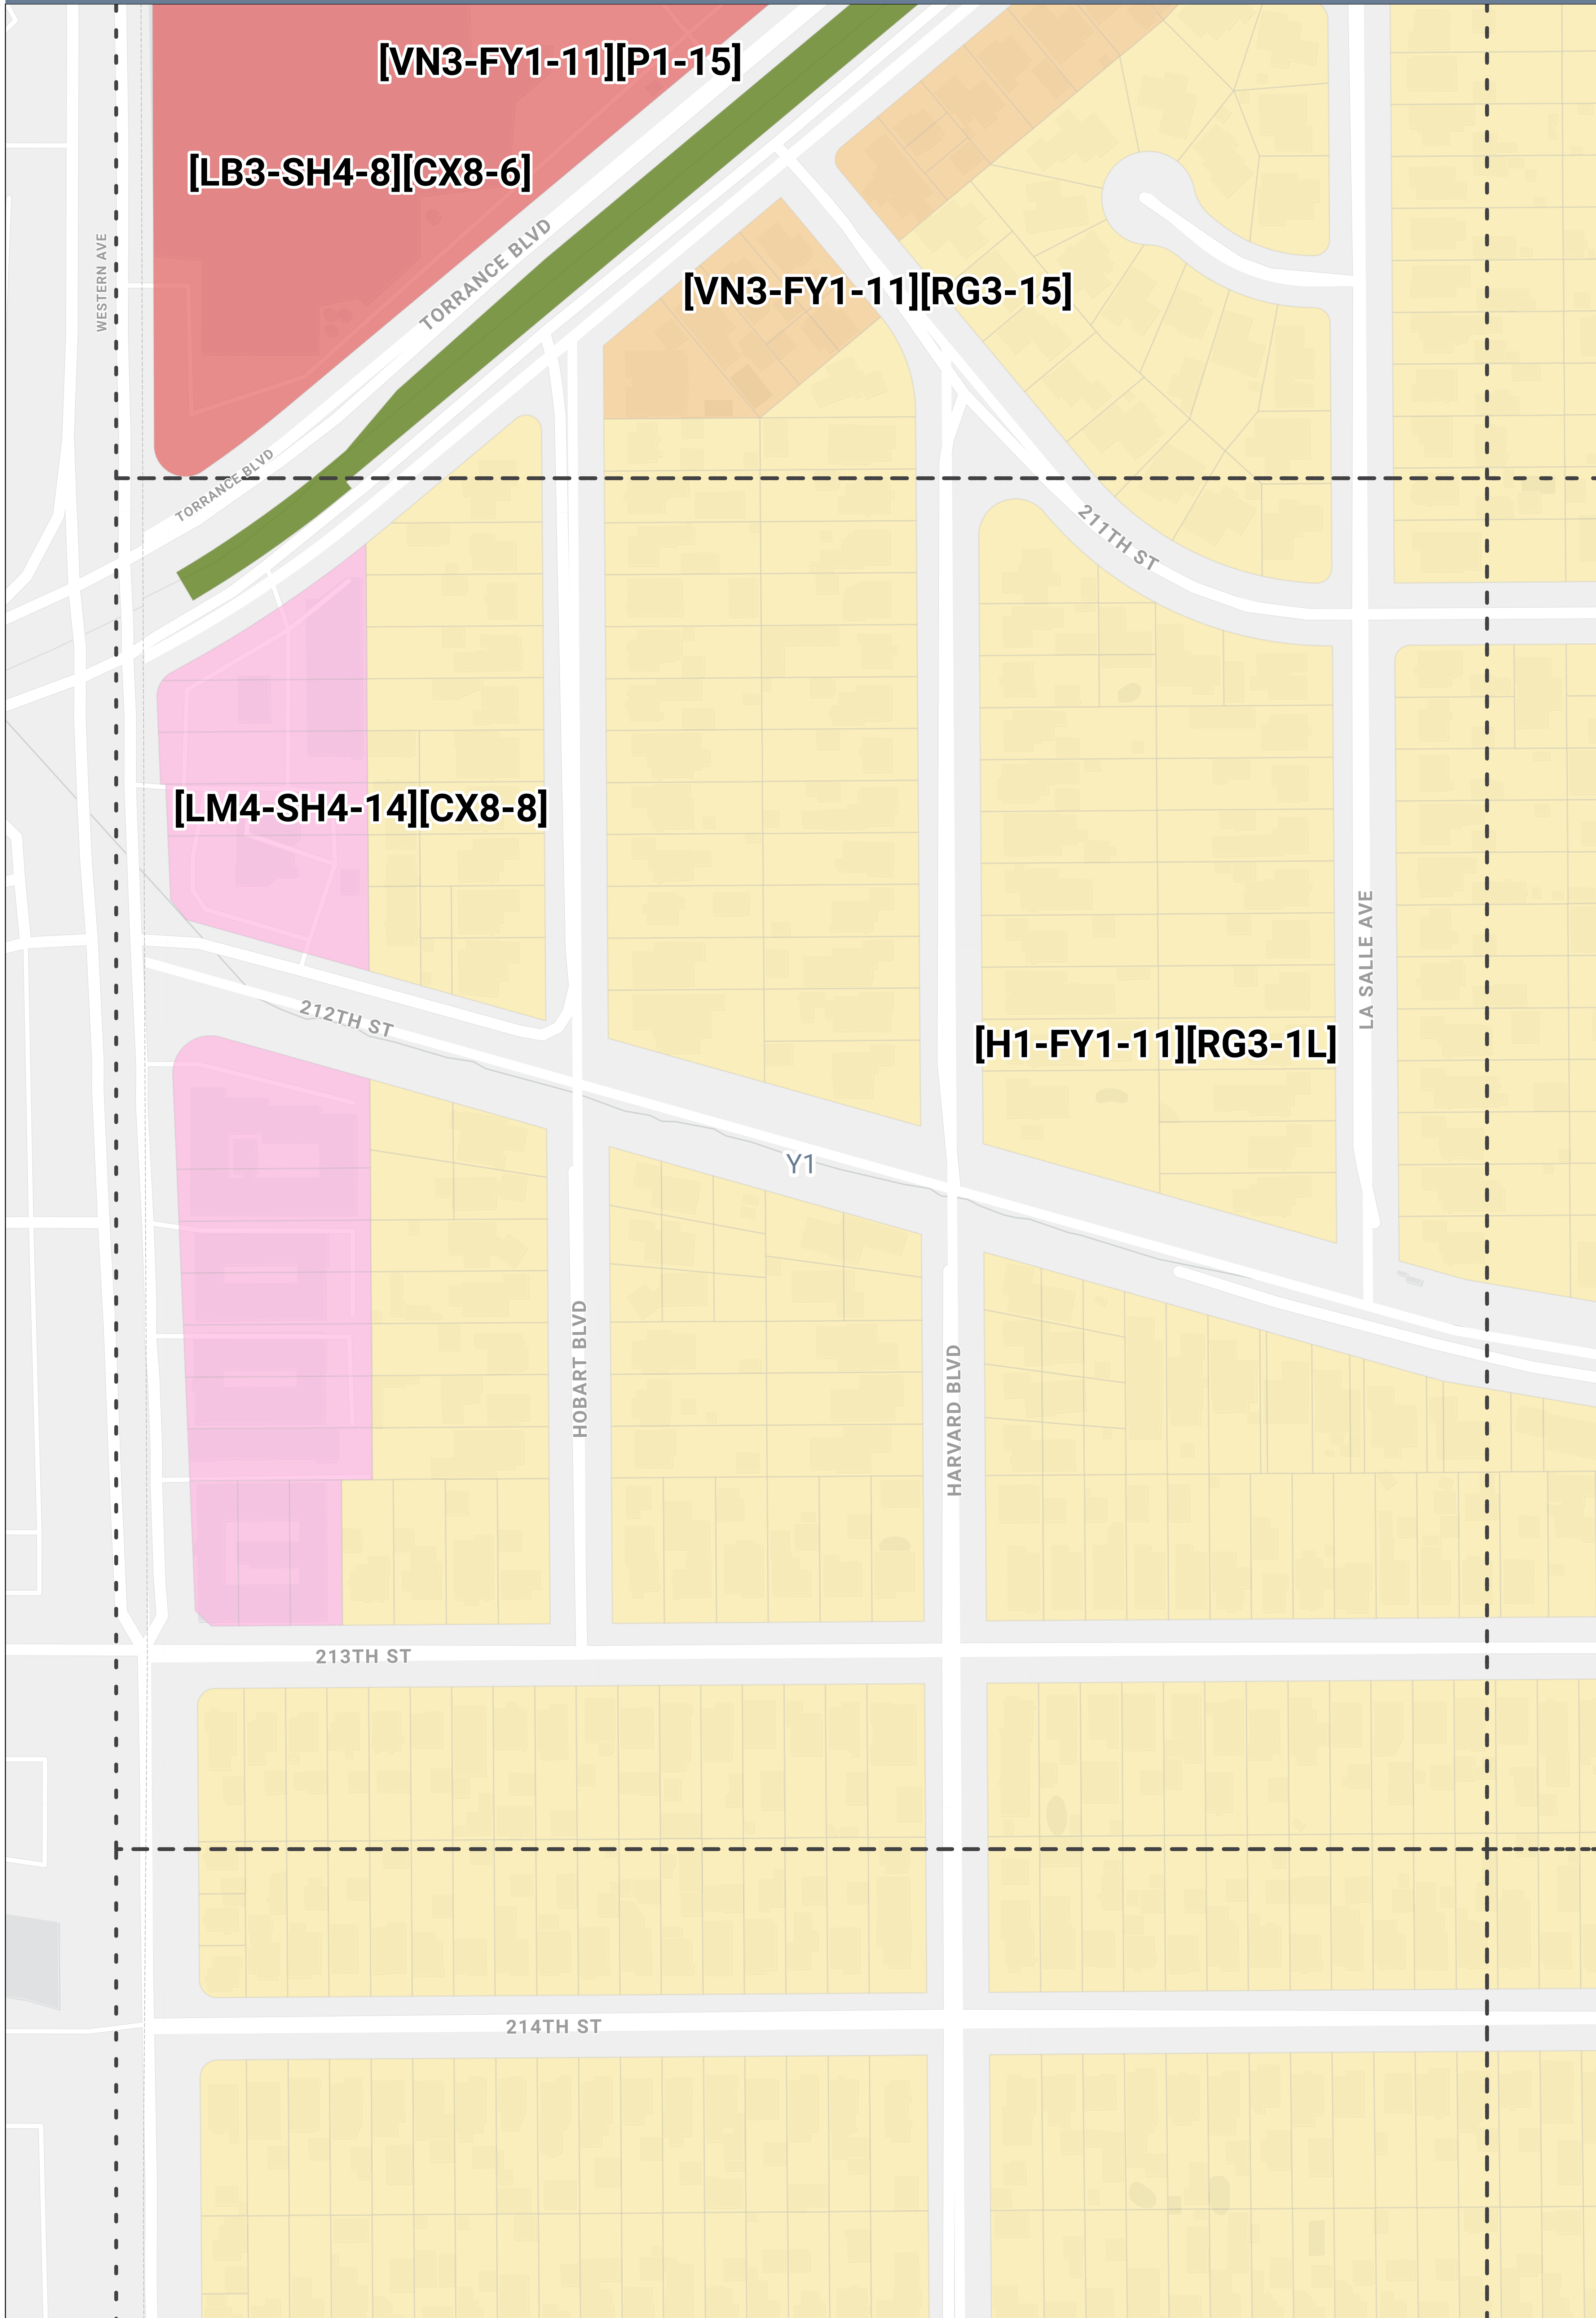 [VN3-FY1-11][P1-15]
[LB3-SH4-8][CX8-6]
WESTERN AVE
TORRANCE BLVD
[VN3-FY1-11][RG3-15]
TORRANCE BLVD
211TH ST
[LM4-SH4-14][CX8-8]
LA SALLE AVE
212TH ST
[H1-FY1-11][RG3-1L]
Y1
HOBART BLVD
HARVARD BLVD
213TH ST
214TH ST